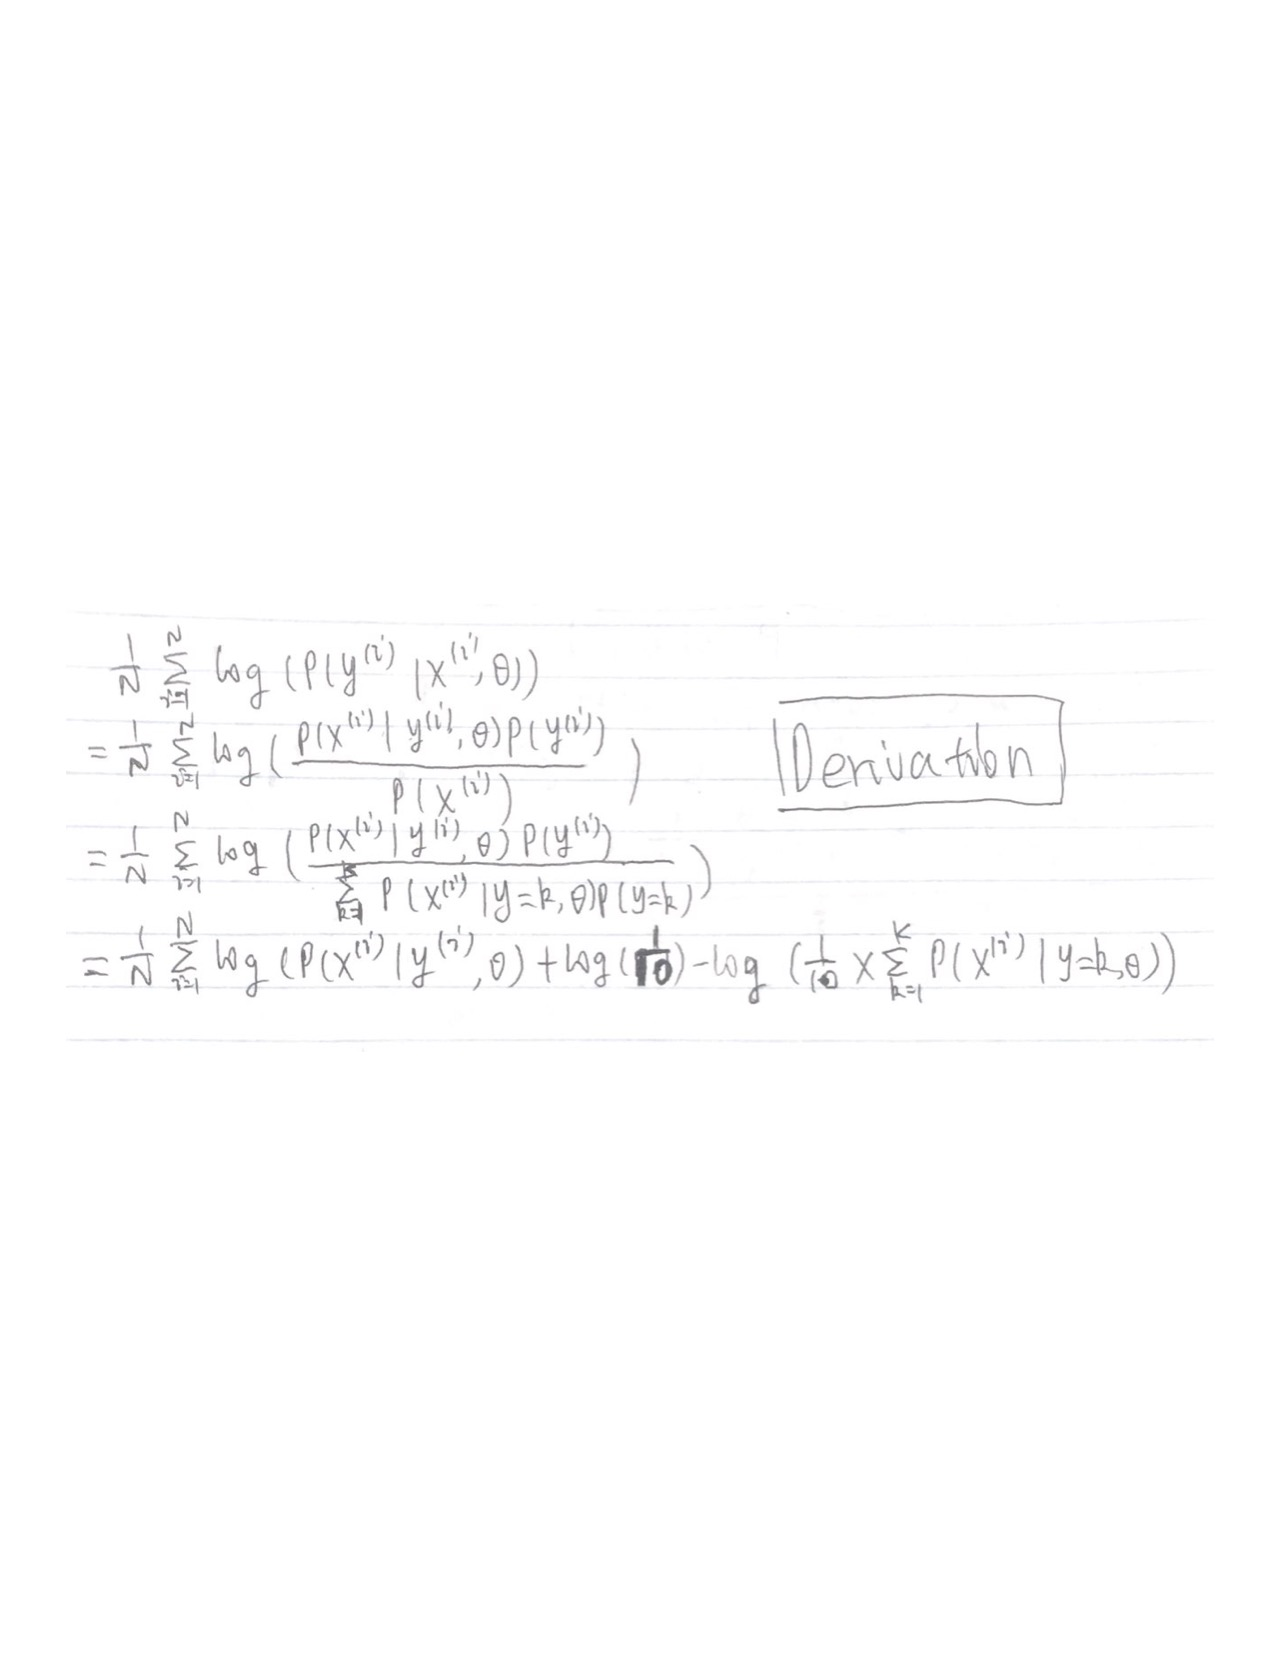 1/N Σ_{i=1}^{N} log (P(y^{(i)} | x^{(i)}, θ))
= 1/N Σ_{i=1}^{N} log ( P(x^{(i)} | y^{(i)}, θ)P(y^{(i)}) / P(x^{(i)}) )
Derivation
= 1/N Σ_{i=1}^{N} log ( P(x^{(i)} | y^{(i)}, θ) P(y^{(i)}) / Σ_{k=1}^{K} P(x^{(i)} | y=k, θ)p(y=k) )
= 1/N Σ_{i=1}^{N} log (P(x^{(i)} | y^{(i)}, θ) + log(1/10) - log (1/10 × Σ_{k=1}^{K} P(x^{(i)} | y=k, θ))